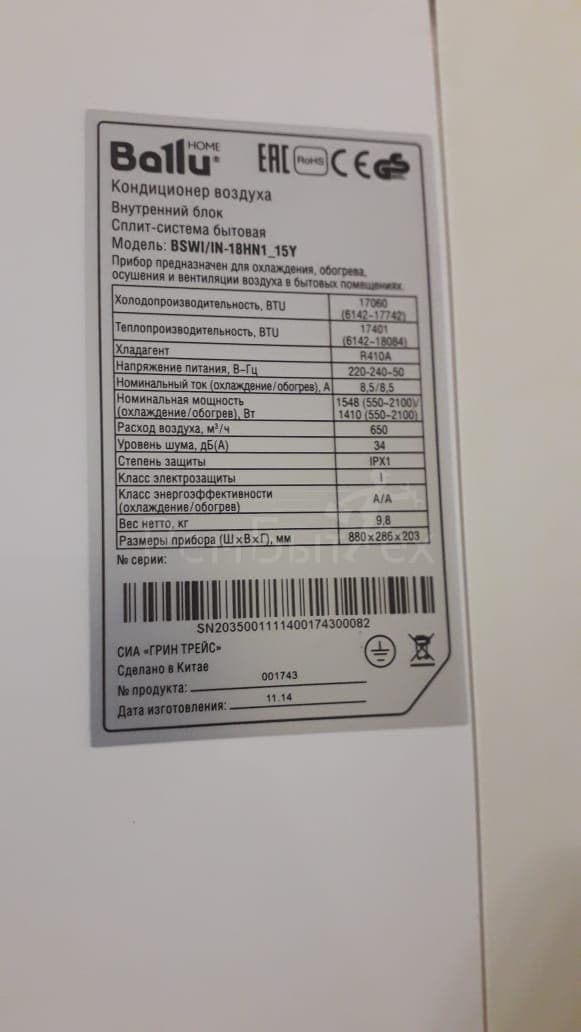 Ballu® HOME EAC RoHS CE GS
Кондиционер воздуха
Внутренний блок
Сплит-система бытовая
Модель: BSWI/IN-18HN1_15Y
Прибор предназначен для охлаждения, обогрева,
осушения и вентиляции воздуха в бытовых помещениях.
Холодопроизводительность, BTU 17060 (6142-17742)
Теплопроизводительность, BTU 17401 (6142-18084)
Хладагент R410A
Напряжение питания, В–Гц 220-240-50
Номинальный ток (охлаждение/обогрев), А 8,5/8,5
Номинальная мощность (охлаждение/обогрев), Вт 1548 (550-2100)/ 1410 (550-2100)
Расход воздуха, м³/ч 650
Уровень шума, дБ(А) 34
Степень защиты IPX1
Класс электрозащиты I
Класс энергоэффективности (охлаждение/обогрев) A/A
Вес нетто, кг 9,8
Размеры прибора (ШхВхГ), мм 880x286x203
№ серии:
SN2035001111400174300082
СИА «ГРИН ТРЕЙС»
Сделано в Китае
№ продукта: 001743
Дата изготовления: 11.14
РемБытТех